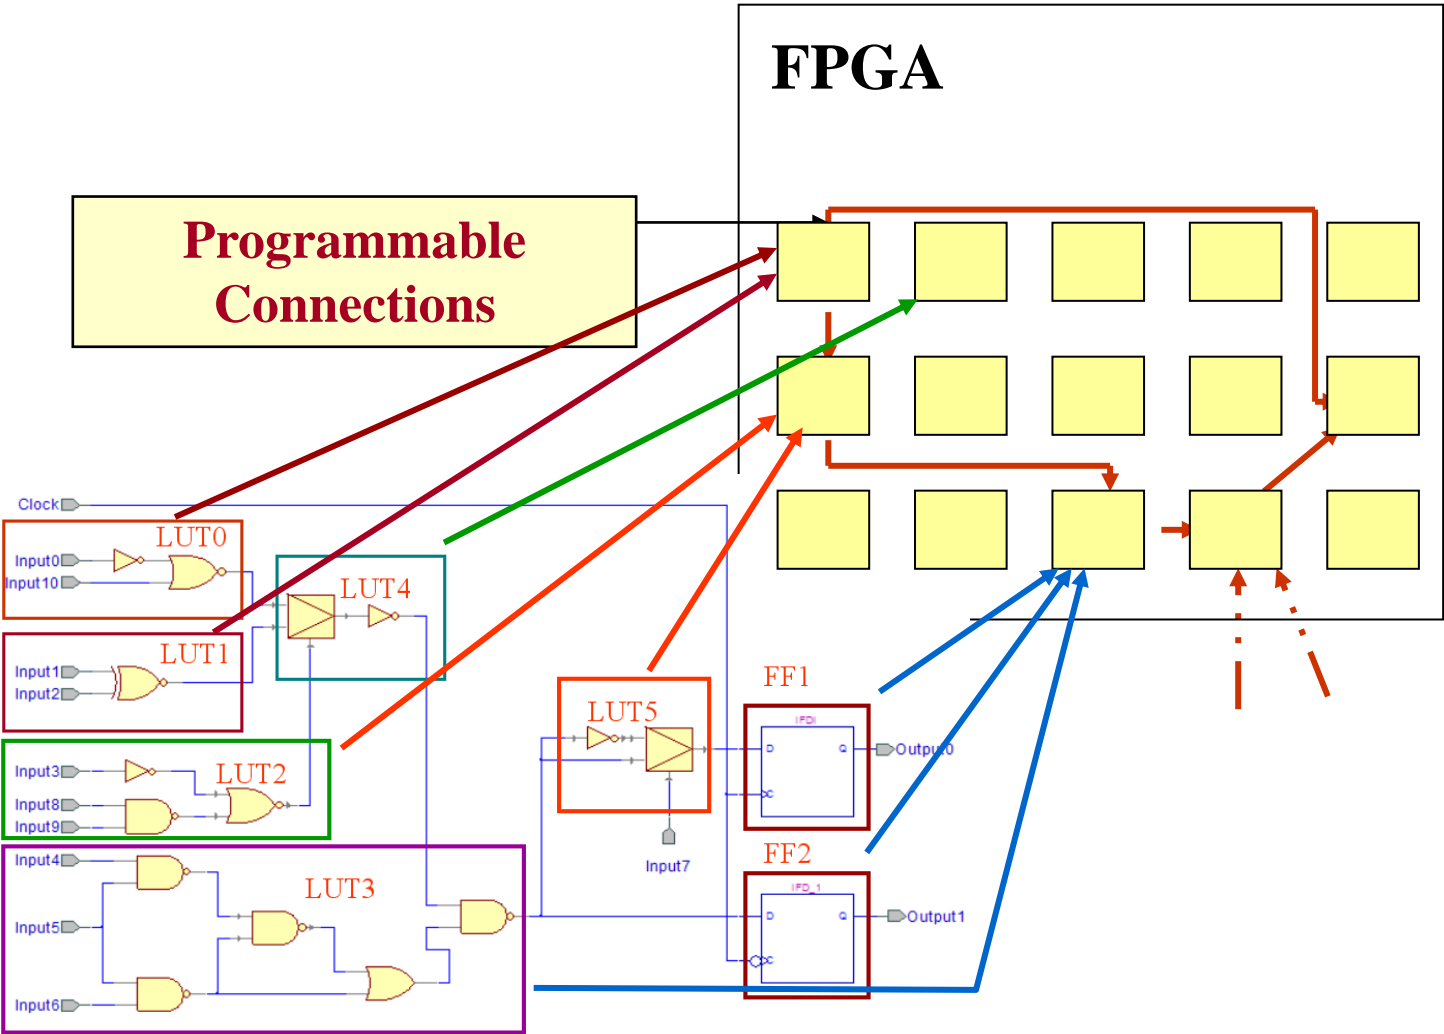 FPGA
Programmable
Connections
Clock
LUT0
Input0
Input10
LUT4
LUT1
Input1
Input2
FF1
LUT5
IFDI
D
Q
Output0
C
Input3
LUT2
Input8
Input9
Input7
FF2
Input4
LUT3
IFD_1
D
Q
Output1
Input5
C
Input6